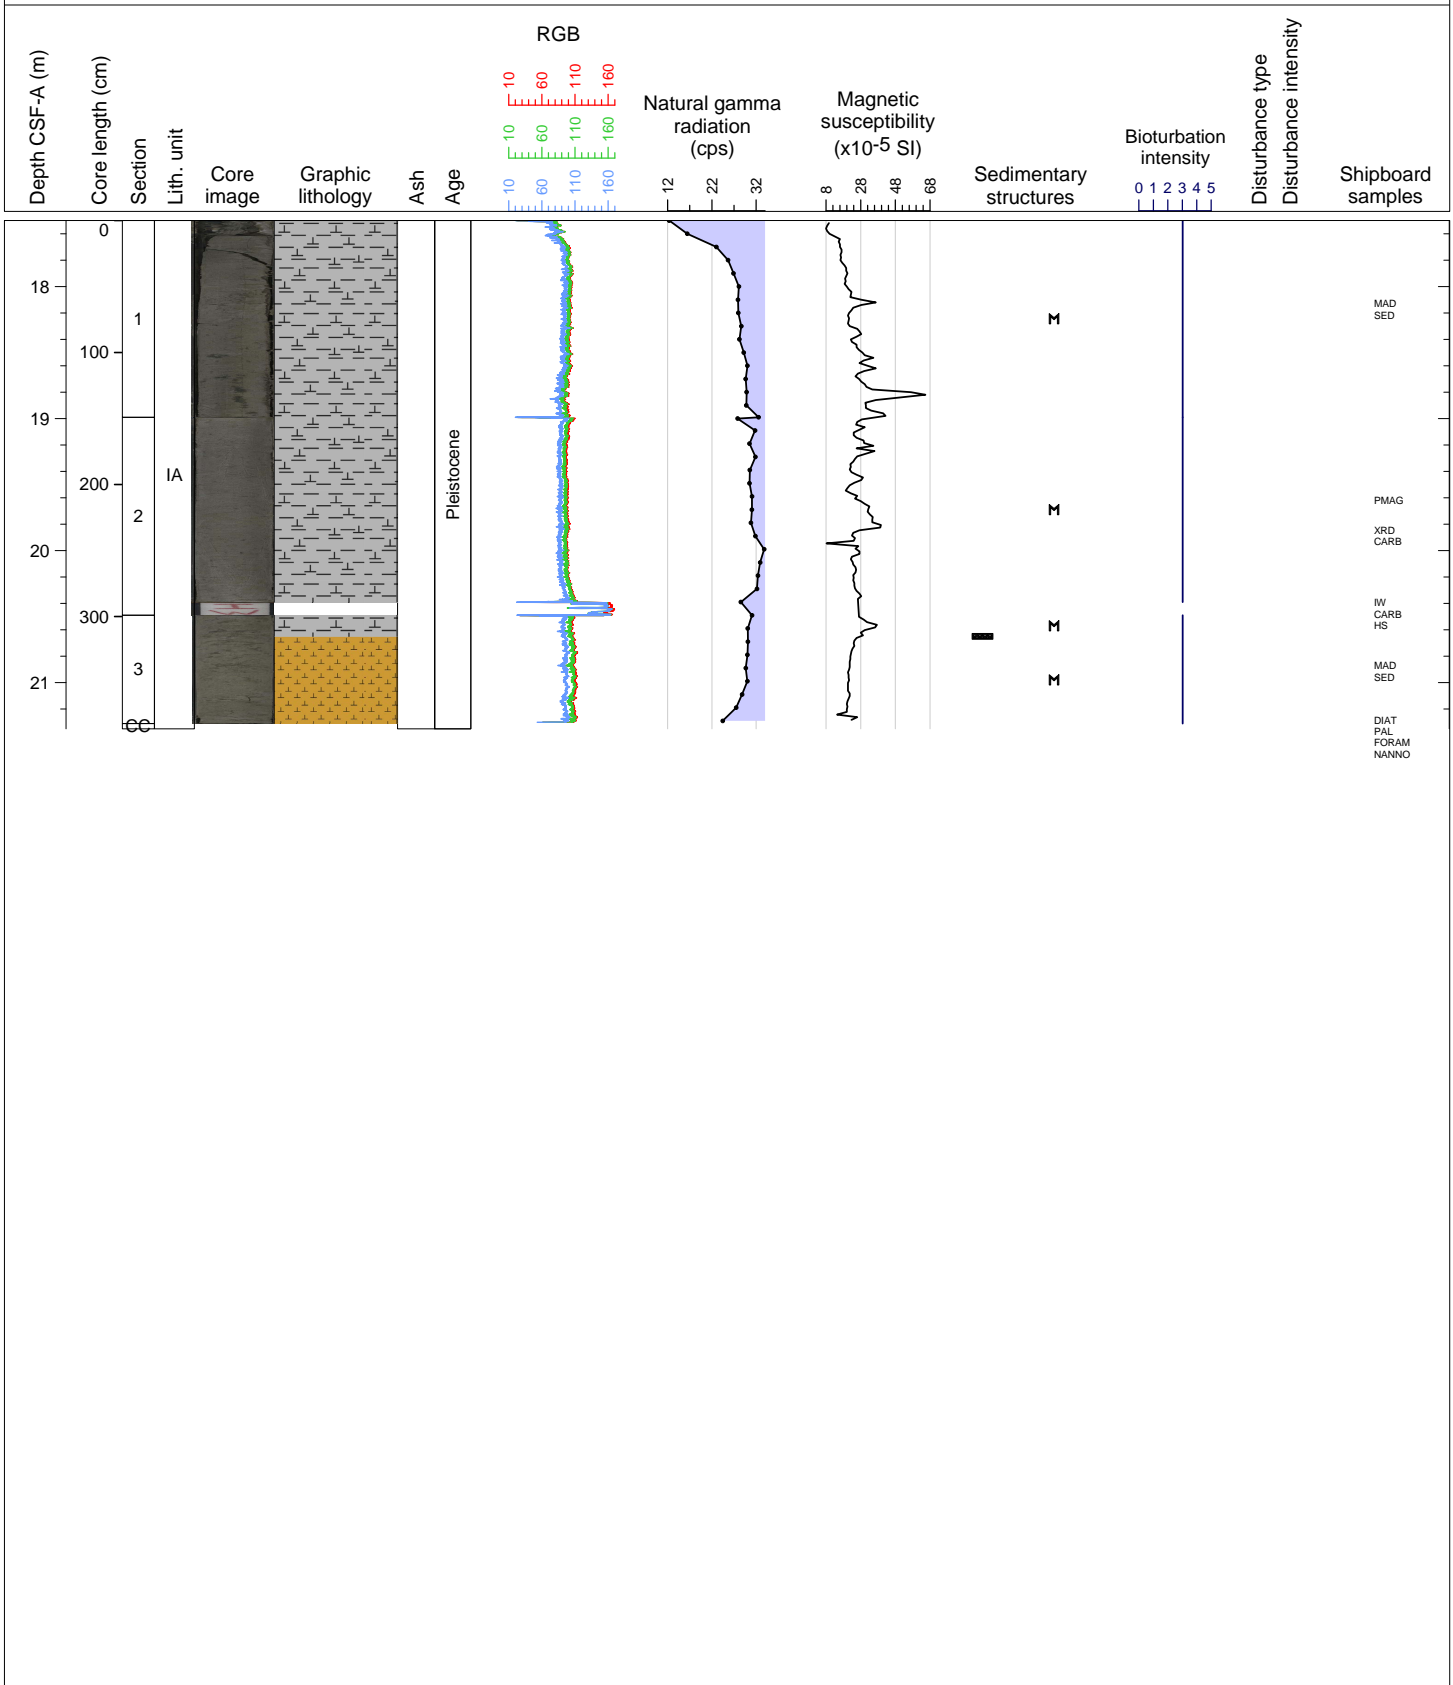 Depth CSF-A (m)
Core length (cm)
Section
Lith. unit
Core
image
Graphic
lithology
Ash
Age
RGB
10 60 110 160
10 60 110 160
10 60 110 160
Natural gamma
radiation
(cps)
12 22 32
Magnetic
susceptibility
(x10-5 SI)
8 28 48 68
Sedimentary
structures
Bioturbation
intensity
0 1 2 3 4 5
Disturbance type
Disturbance intensity
Shipboard
samples
0
18
MAD
SED
1
100
19
Pleistocene
IA
200
PMAG
2
XRD
CARB
20
IW
CARB
HS
300
3
MAD
SED
21
CC
DIAT
PAL
FORAM
NANNO